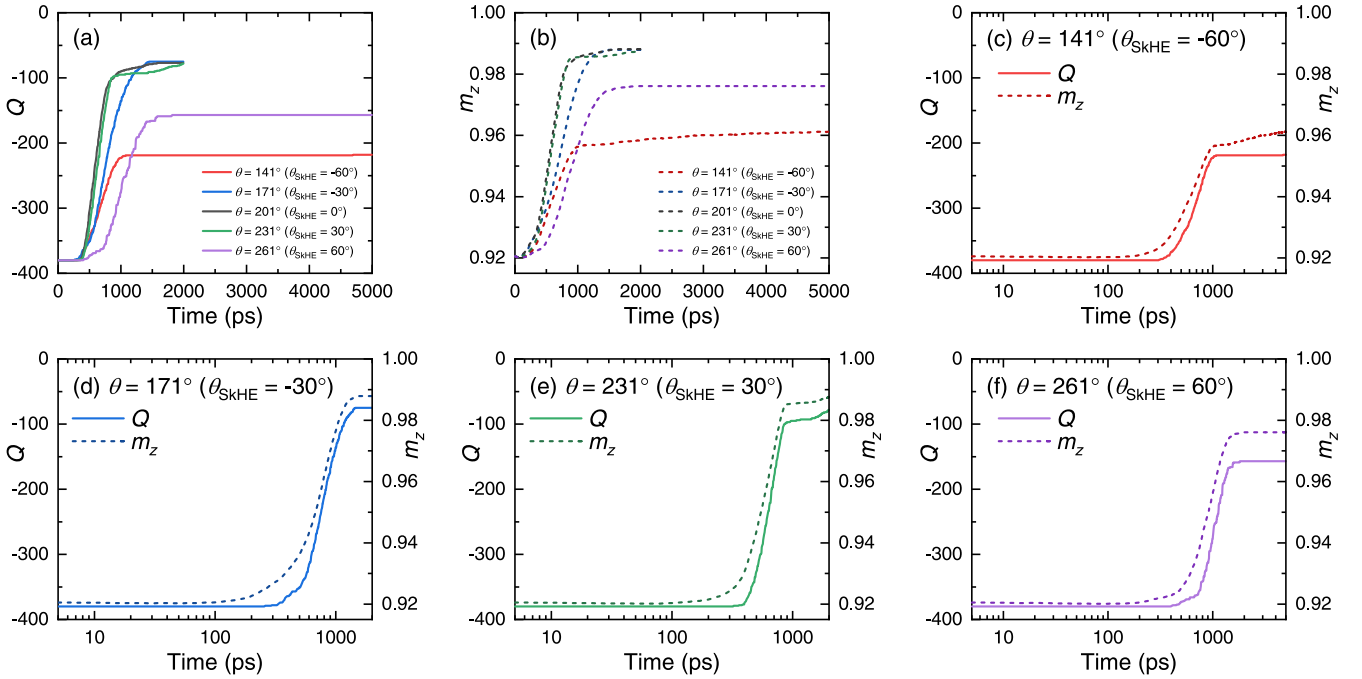 (a)
Q
0
-100
-200
-300
-400
θ = 141° (θSkHE = -60°)
θ = 171° (θSkHE = -30°)
θ = 201° (θSkHE = 0°)
θ = 231° (θSkHE = 30°)
θ = 261° (θSkHE = 60°)
0 1000 2000 3000 4000 5000
Time (ps)
(b)
mz
1.00
0.98
0.96
0.94
0.92
θ = 141° (θSkHE = -60°)
θ = 171° (θSkHE = -30°)
θ = 201° (θSkHE = 0°)
θ = 231° (θSkHE = 30°)
θ = 261° (θSkHE = 60°)
0 1000 2000 3000 4000 5000
Time (ps)
(c) θ = 141° (θSkHE = -60°)
Q
mz
Q
0
-100
-200
-300
-400
mz
1.00
0.98
0.96
0.94
0.92
10 100 1000
Time (ps)
(d) θ = 171° (θSkHE = -30°)
Q
mz
Q
0
-100
-200
-300
-400
mz
1.00
0.98
0.96
0.94
0.92
10 100 1000
Time (ps)
(e) θ = 231° (θSkHE = 30°)
Q
mz
Q
0
-100
-200
-300
-400
mz
1.00
0.98
0.96
0.94
0.92
10 100 1000
Time (ps)
(f) θ = 261° (θSkHE = 60°)
Q
mz
Q
0
-100
-200
-300
-400
mz
1.00
0.98
0.96
0.94
0.92
10 100 1000
Time (ps)